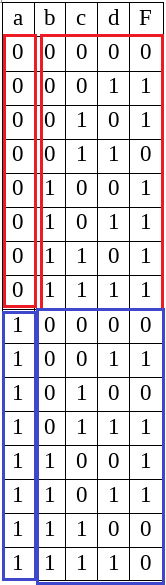 a b c d F
0 0 0 0 0
0 0 0 1 1
0 0 1 0 1
0 0 1 1 0
0 1 0 0 1
0 1 0 1 1
0 1 1 0 1
0 1 1 1 1
1 0 0 0 0
1 0 0 1 1
1 0 1 0 0
1 0 1 1 1
1 1 0 0 1
1 1 0 1 1
1 1 1 0 0
1 1 1 1 0